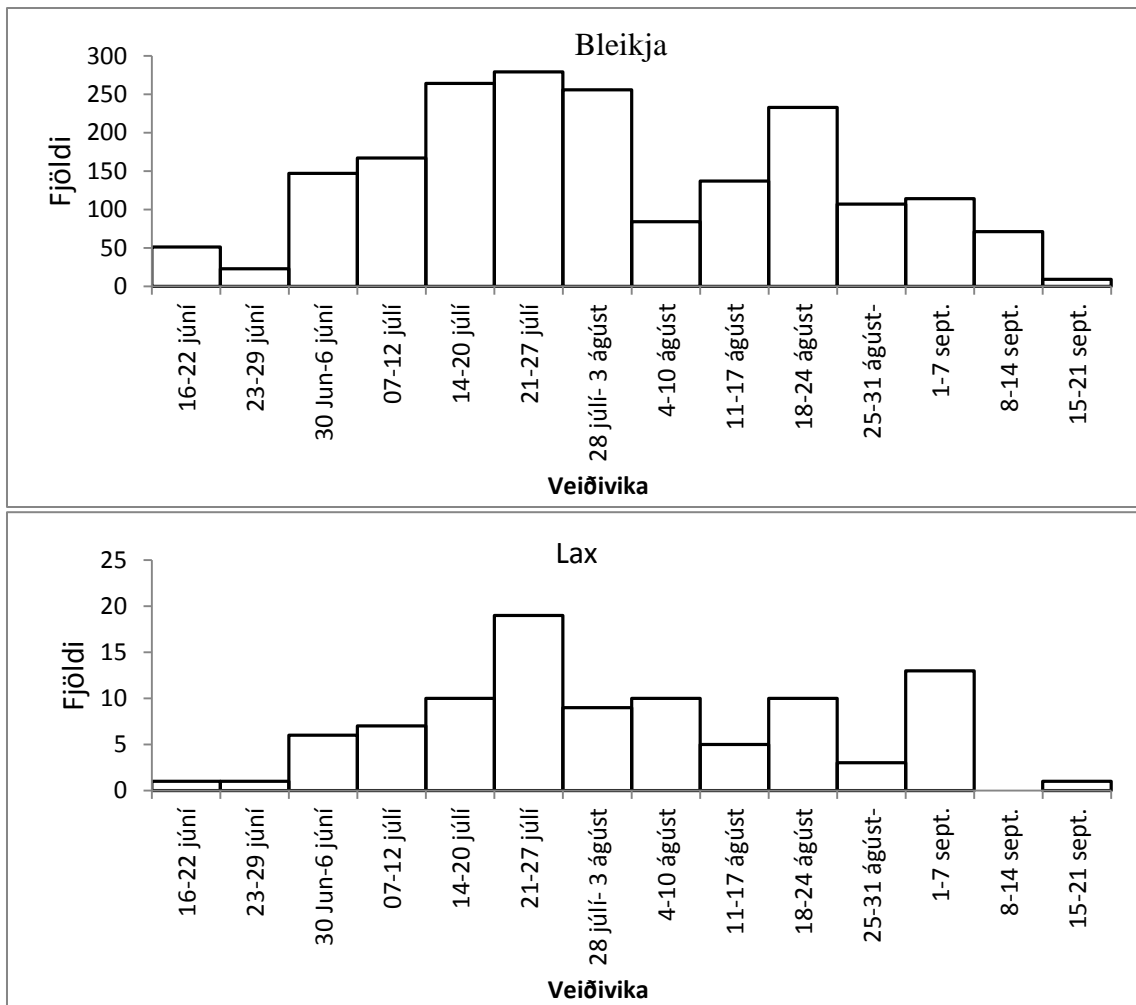 Bleikja
Fjöldi
300
250
200
150
100
50
0
16-22 júní
23-29 júní
30 Jun-6 júní
07-12 júlí
14-20 júlí
21-27 júlí
28 júlí- 3 ágúst
4-10 ágúst
11-17 ágúst
18-24 ágúst
25-31 ágúst-
1-7 sept.
8-14 sept.
15-21 sept.
Veiðivika
Lax
Fjöldi
25
20
15
10
5
0
16-22 júní
23-29 júní
30 Jun-6 júní
07-12 júlí
14-20 júlí
21-27 júlí
28 júlí- 3 ágúst
4-10 ágúst
11-17 ágúst
18-24 ágúst
25-31 ágúst-
1-7 sept.
8-14 sept.
15-21 sept.
Veiðivika